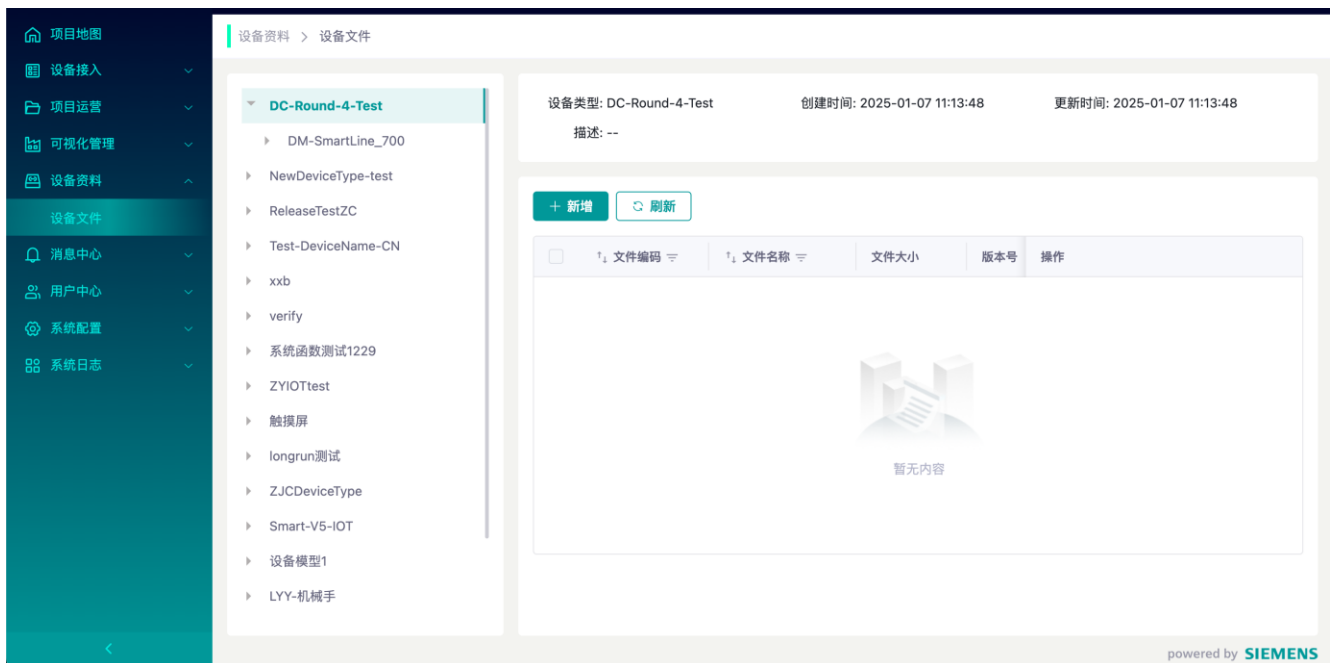 项目地图
设备接入
项目运营
可视化管理
设备资料
设备文件
消息中心
用户中心
系统配置
系统日志
设备资料 > 设备文件
DC-Round-4-Test
DM-SmartLine_700
NewDeviceType-test
ReleaseTestZC
Test-DeviceName-CN
xxb
verify
系统函数测试1229
ZYIOTtest
触摸屏
longrun测试
ZJCDeviceType
Smart-V5-IOT
设备模型1
LYY-机械手
设备类型: DC-Round-4-Test 创建时间: 2025-01-07 11:13:48 更新时间: 2025-01-07 11:13:48
描述: --
+ 新增 刷新
文件编码 文件名称 文件大小 版本号 操作
暂无内容
powered by SIEMENS